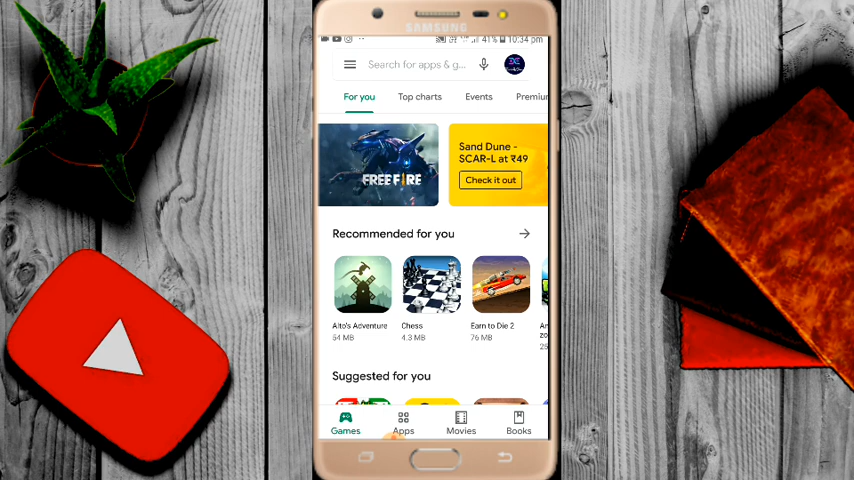 SAMSUNG
41% 10:34 pm
Search for apps & g...
For you Top charts Events Premium
FREE FIRE
Sand Dune -
SCAR-L at ₹49
Check it out
Recommended for you
Alto's Adventure Chess Earn to Die 2
54 MB 4.3 MB 76 MB
Suggested for you
Games Apps Movies Books